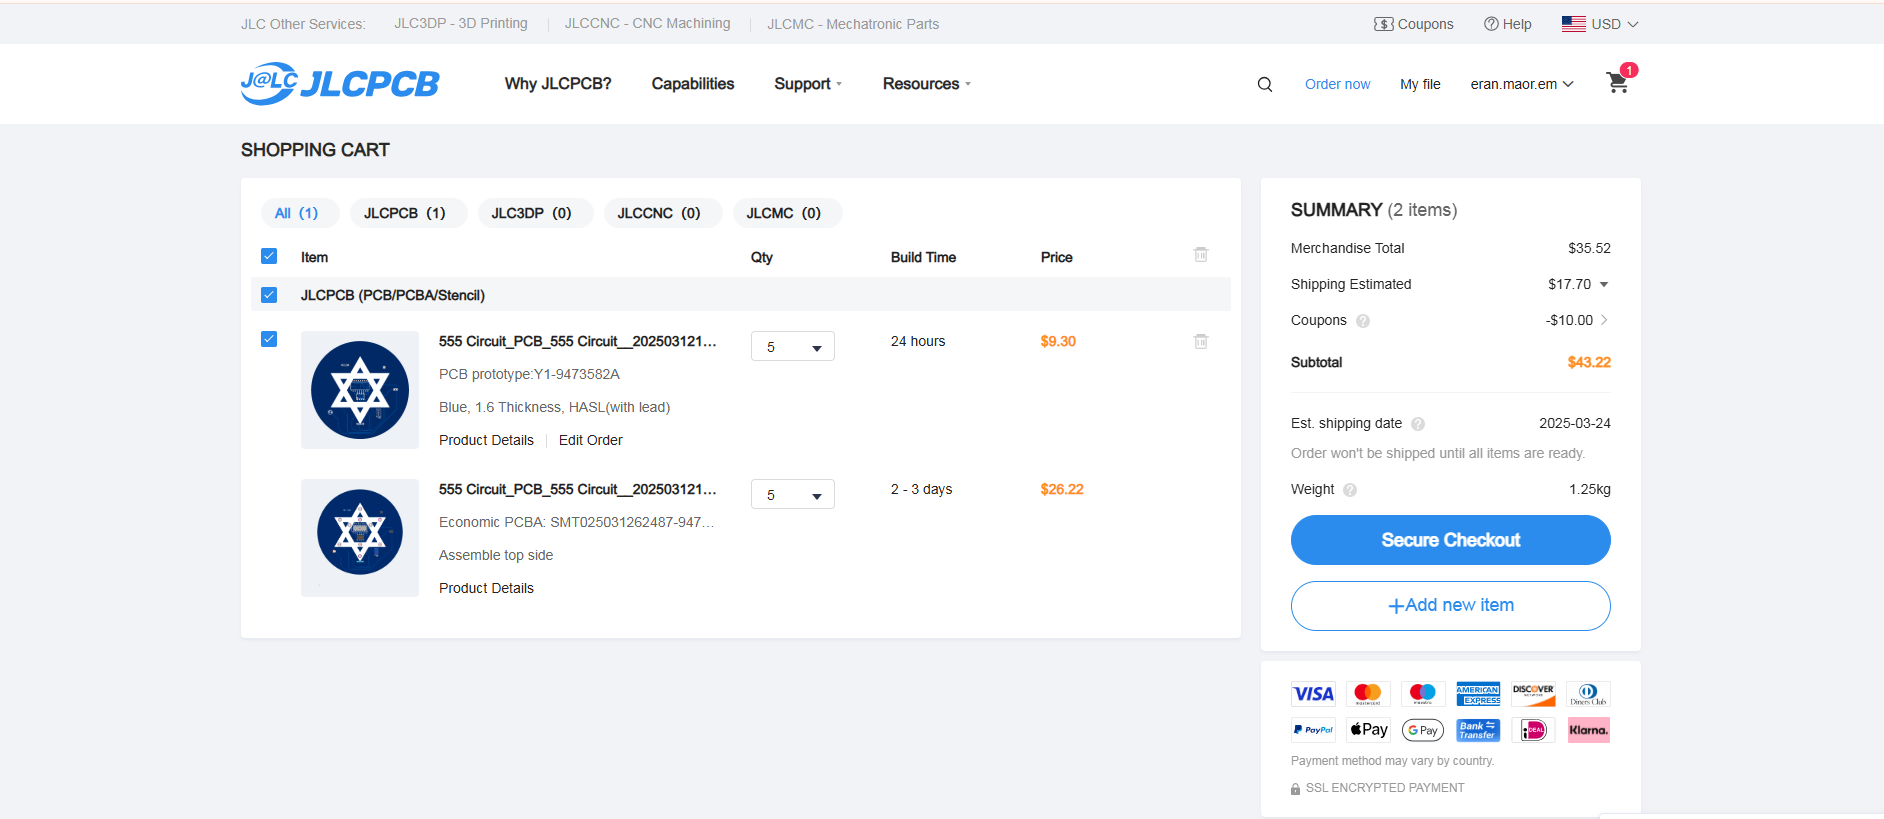 JLC Other Services: JLC3DP - 3D Printing JLCCNC - CNC Machining JLCMC - Mechatronic Parts Coupons Help USD
J@LC JLCPCB Why JLCPCB? Capabilities Support Resources Order now My file eran.maor.em 1
SHOPPING CART
All (1) JLCPCB (1) JLC3DP (0) JLCCNC (0) JLCMC (0)
Item Qty Build Time Price
JLCPCB (PCB/PCBA/Stencil)
555 Circuit_PCB_555 Circuit__202503121... 5 24 hours $9.30
PCB prototype:Y1-9473582A
Blue, 1.6 Thickness, HASL(with lead)
Product Details Edit Order
555 Circuit_PCB_555 Circuit__202503121... 5 2 - 3 days $26.22
Economic PCBA: SMT025031262487-947...
Assemble top side
Product Details
SUMMARY (2 items)
Merchandise Total $35.52
Shipping Estimated $17.70
Coupons ? -$10.00
Subtotal $43.22
Est. shipping date ? 2025-03-24
Order won't be shipped until all items are ready.
Weight ? 1.25kg
Secure Checkout
+Add new item
VISA mastercard maestro AMERICAN EXPRESS DISCOVER NETWORK Diners Club
PayPal Pay G Pay Bank Transfer iDEAL Klarna.
Payment method may vary by country.
SSL ENCRYPTED PAYMENT